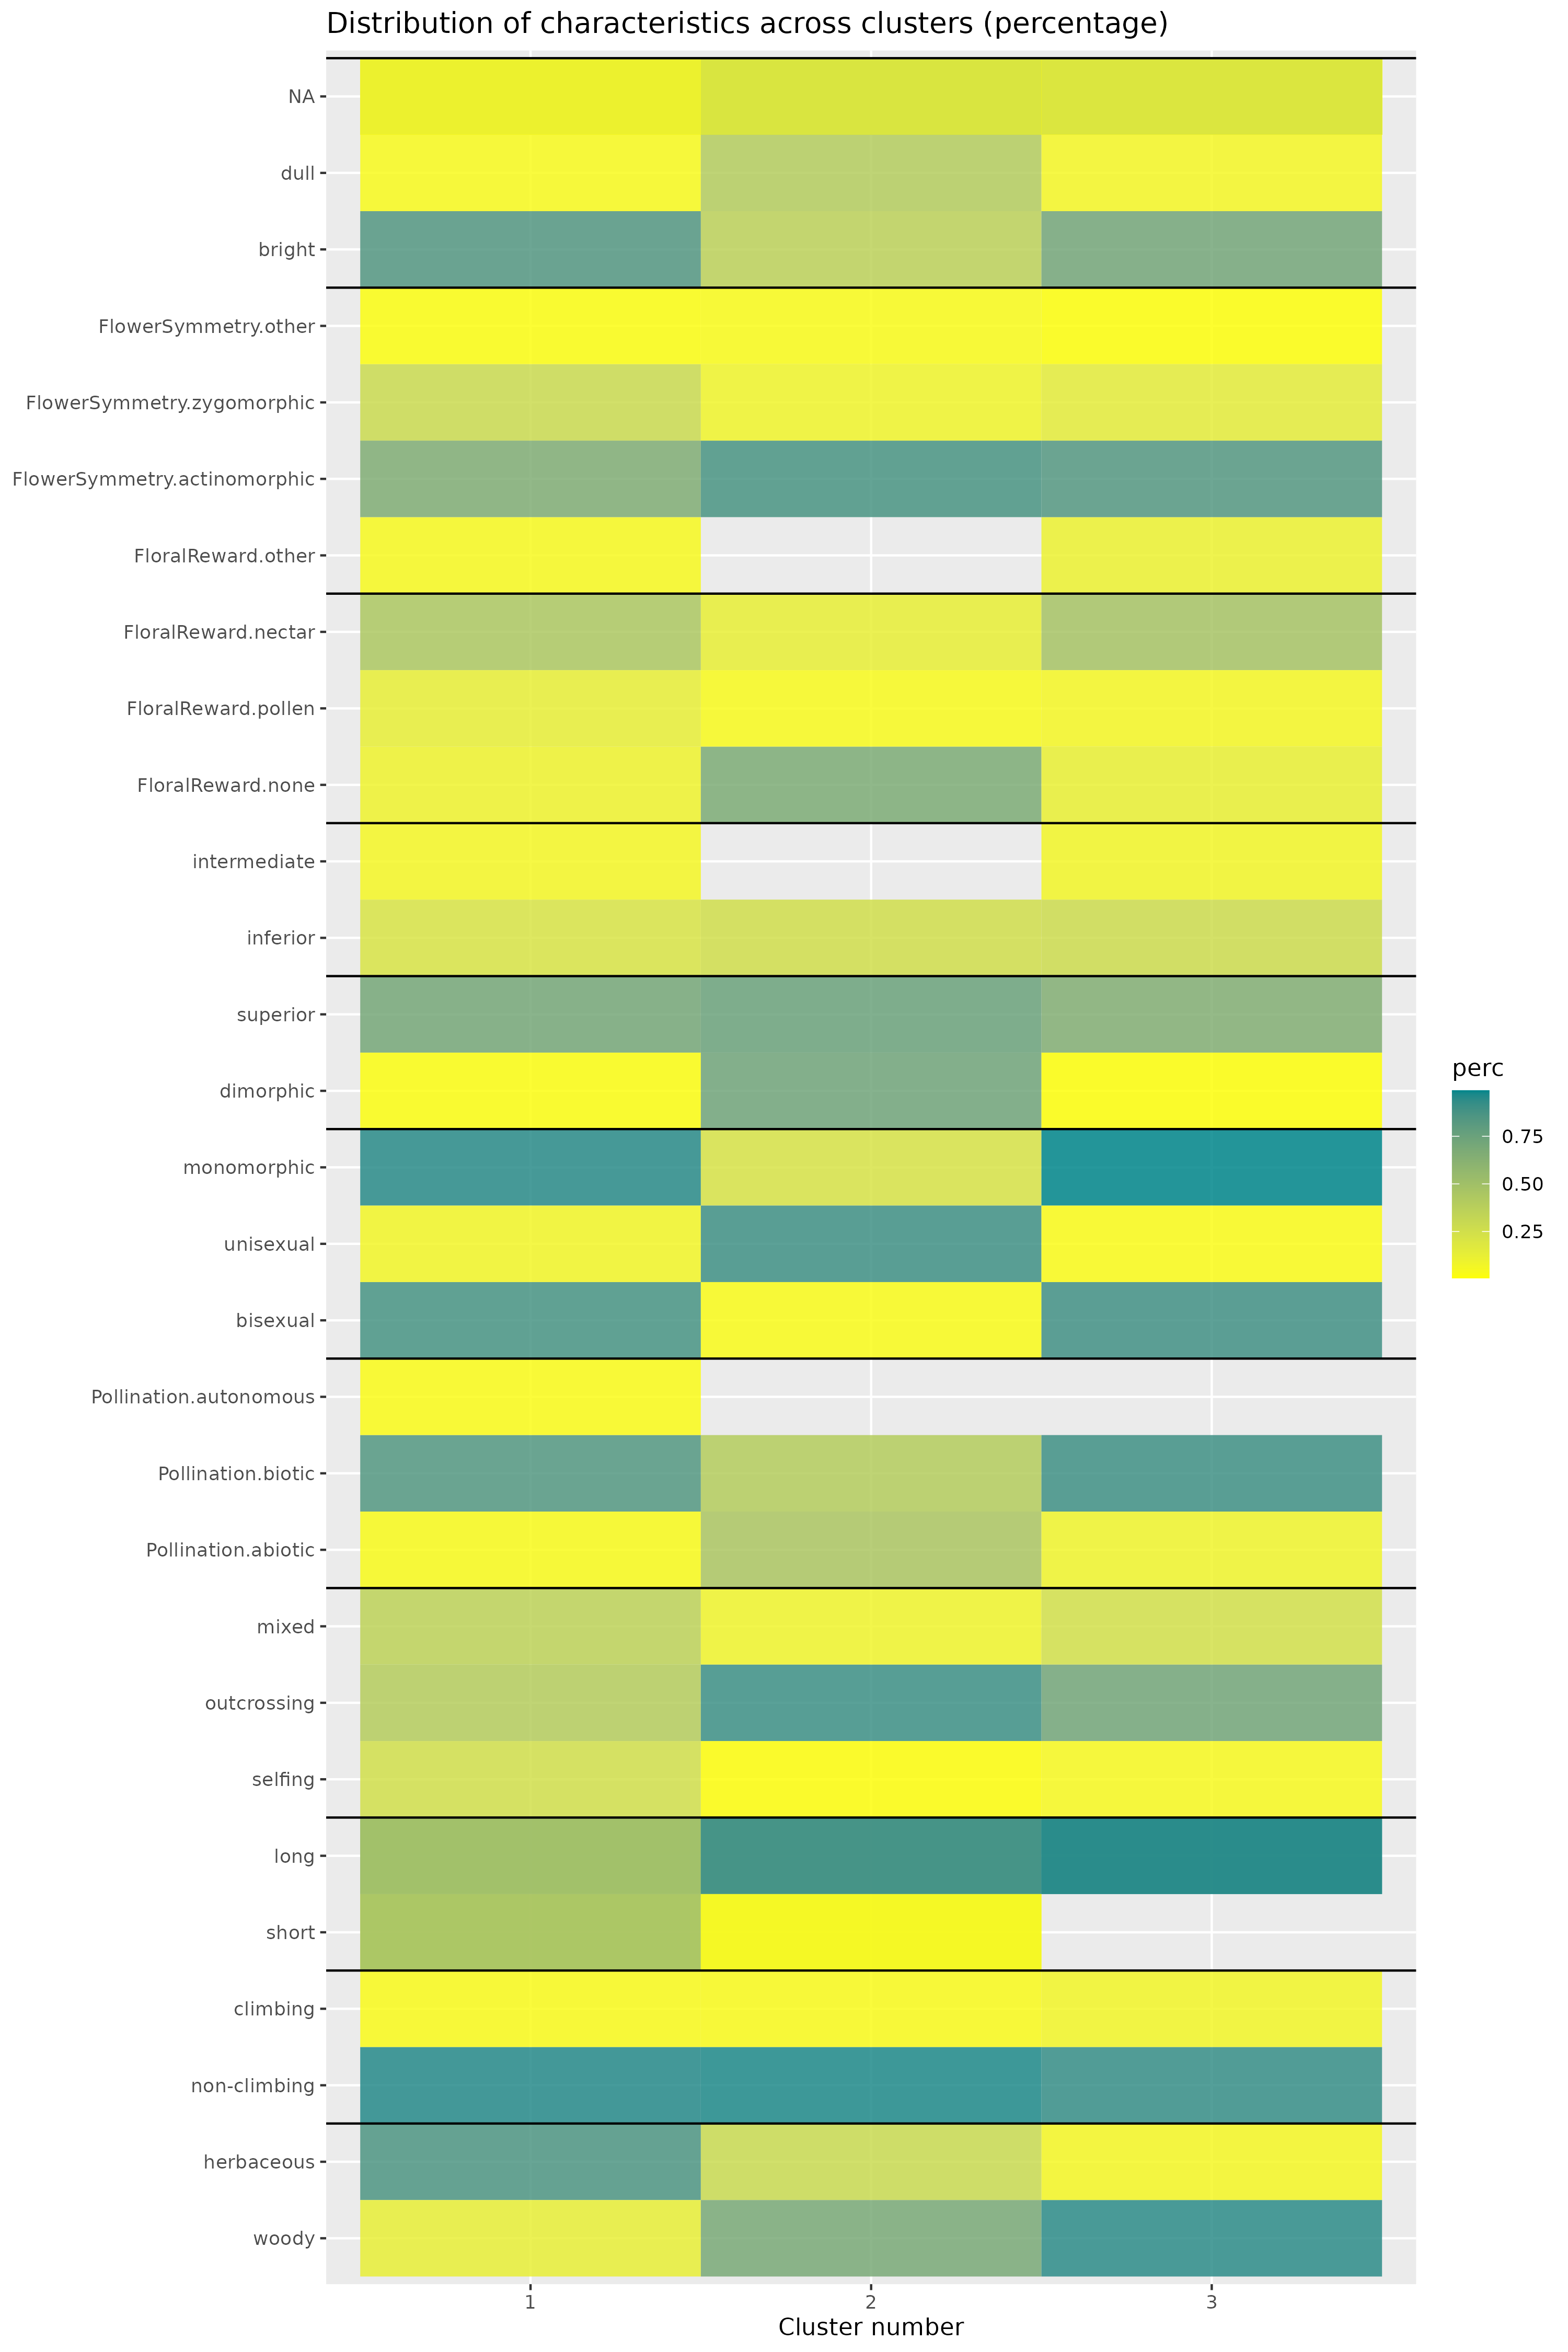 Distribution of characteristics across clusters (percentage)
NA
dull
bright
FlowerSymmetry.other
FlowerSymmetry.zygomorphic
FlowerSymmetry.actinomorphic
FloralReward.other
FloralReward.nectar
FloralReward.pollen
FloralReward.none
intermediate
inferior
superior
dimorphic
monomorphic
unisexual
bisexual
Pollination.autonomous
Pollination.biotic
Pollination.abiotic
mixed
outcrossing
selfing
long
short
climbing
non-climbing
herbaceous
woody
1 2 3
Cluster number
perc
0.75
0.50
0.25